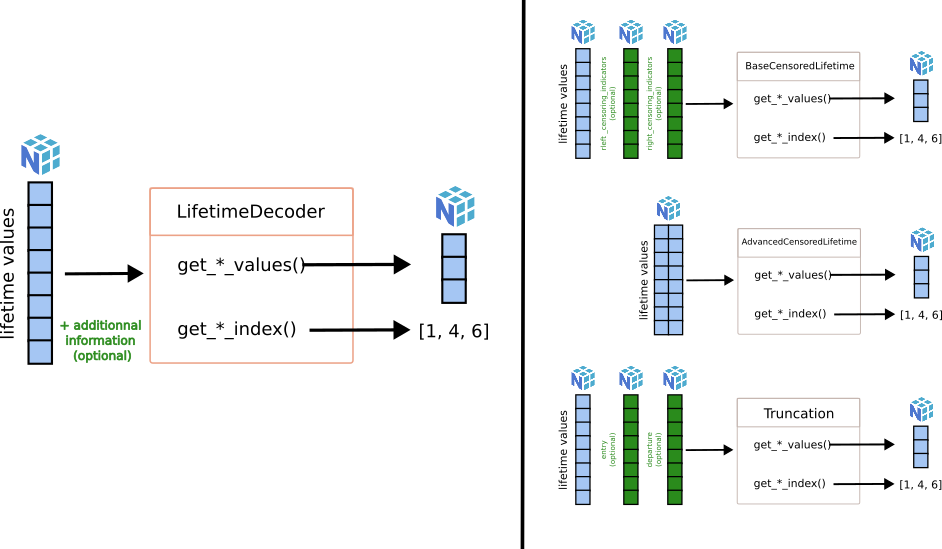 N
lifetime values
+ additionnal
information
(optional)
LifetimeDecoder
get_*_values()
get_*_index()
N
[1, 4, 6]
N
N
N
lifetime values
rleft_censoring_indicators
(optional)
right_censoring_indicators
(optional)
BaseCensoredLifetime
get_*_values()
get_*_index()
N
[1, 4, 6]
N
lifetime values
AdvancedCensoredLifetime
get_*_values()
get_*_index()
N
[1, 4, 6]
N
N
N
lifetime values
entry
(optional)
departure
(optional)
Truncation
get_*_values()
get_*_index()
N
[1, 4, 6]